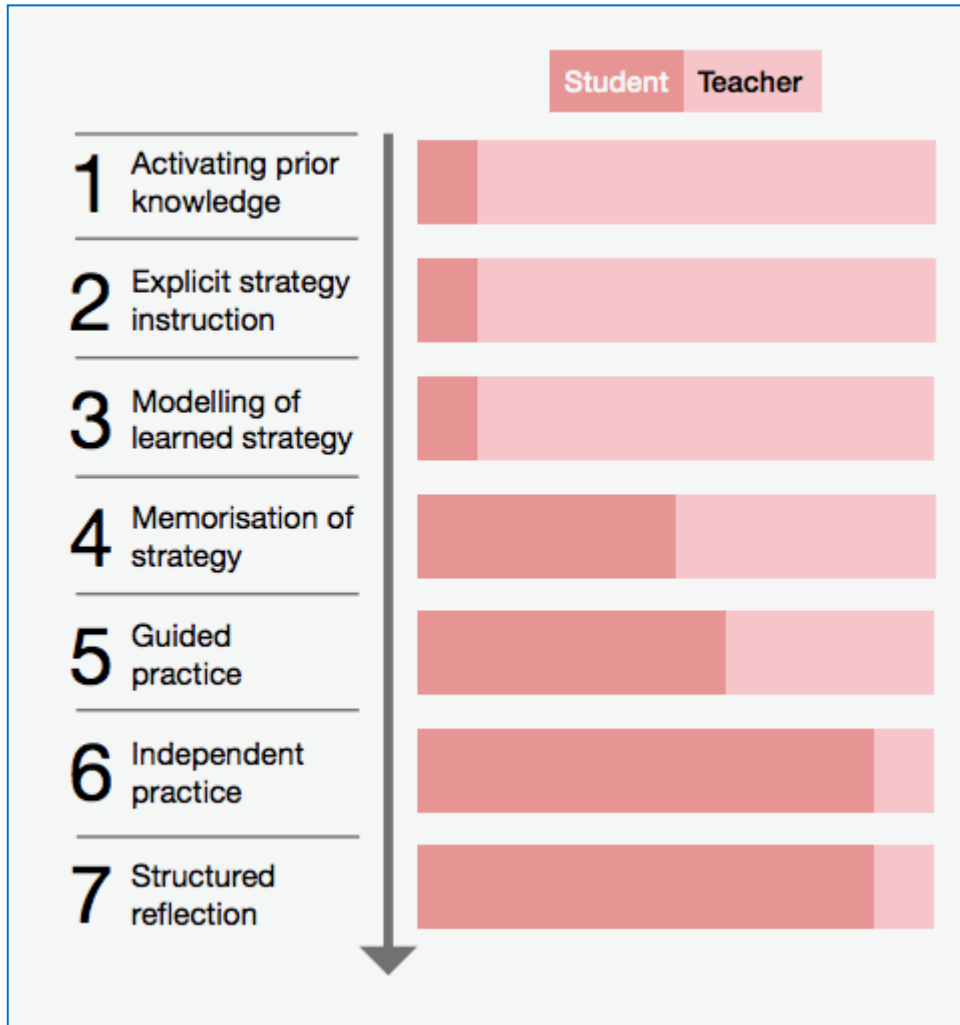 Student Teacher
1 Activating prior
knowledge
2 Explicit strategy
instruction
3 Modelling of
learned strategy
4 Memorisation of
strategy
5 Guided
practice
6 Independent
practice
7 Structured
reflection